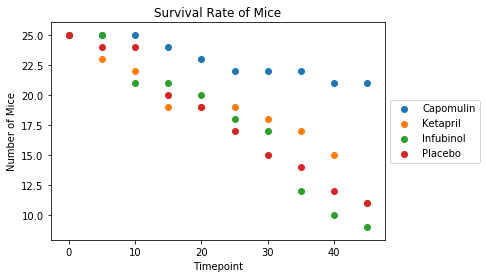 Survival Rate of Mice
Number of Mice
25.0
22.5
20.0
17.5
15.0
12.5
10.0
0
10
20
30
40
Timepoint
Capomulin
Ketapril
Infubinol
Placebo